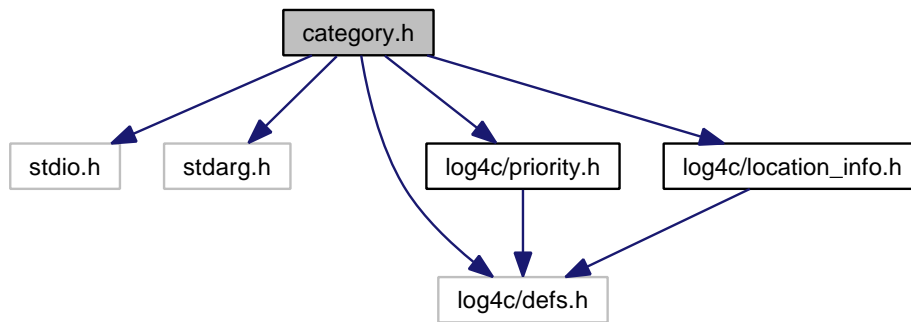 category.h
stdio.h
stdarg.h
log4c/priority.h
log4c/location_info.h
log4c/defs.h